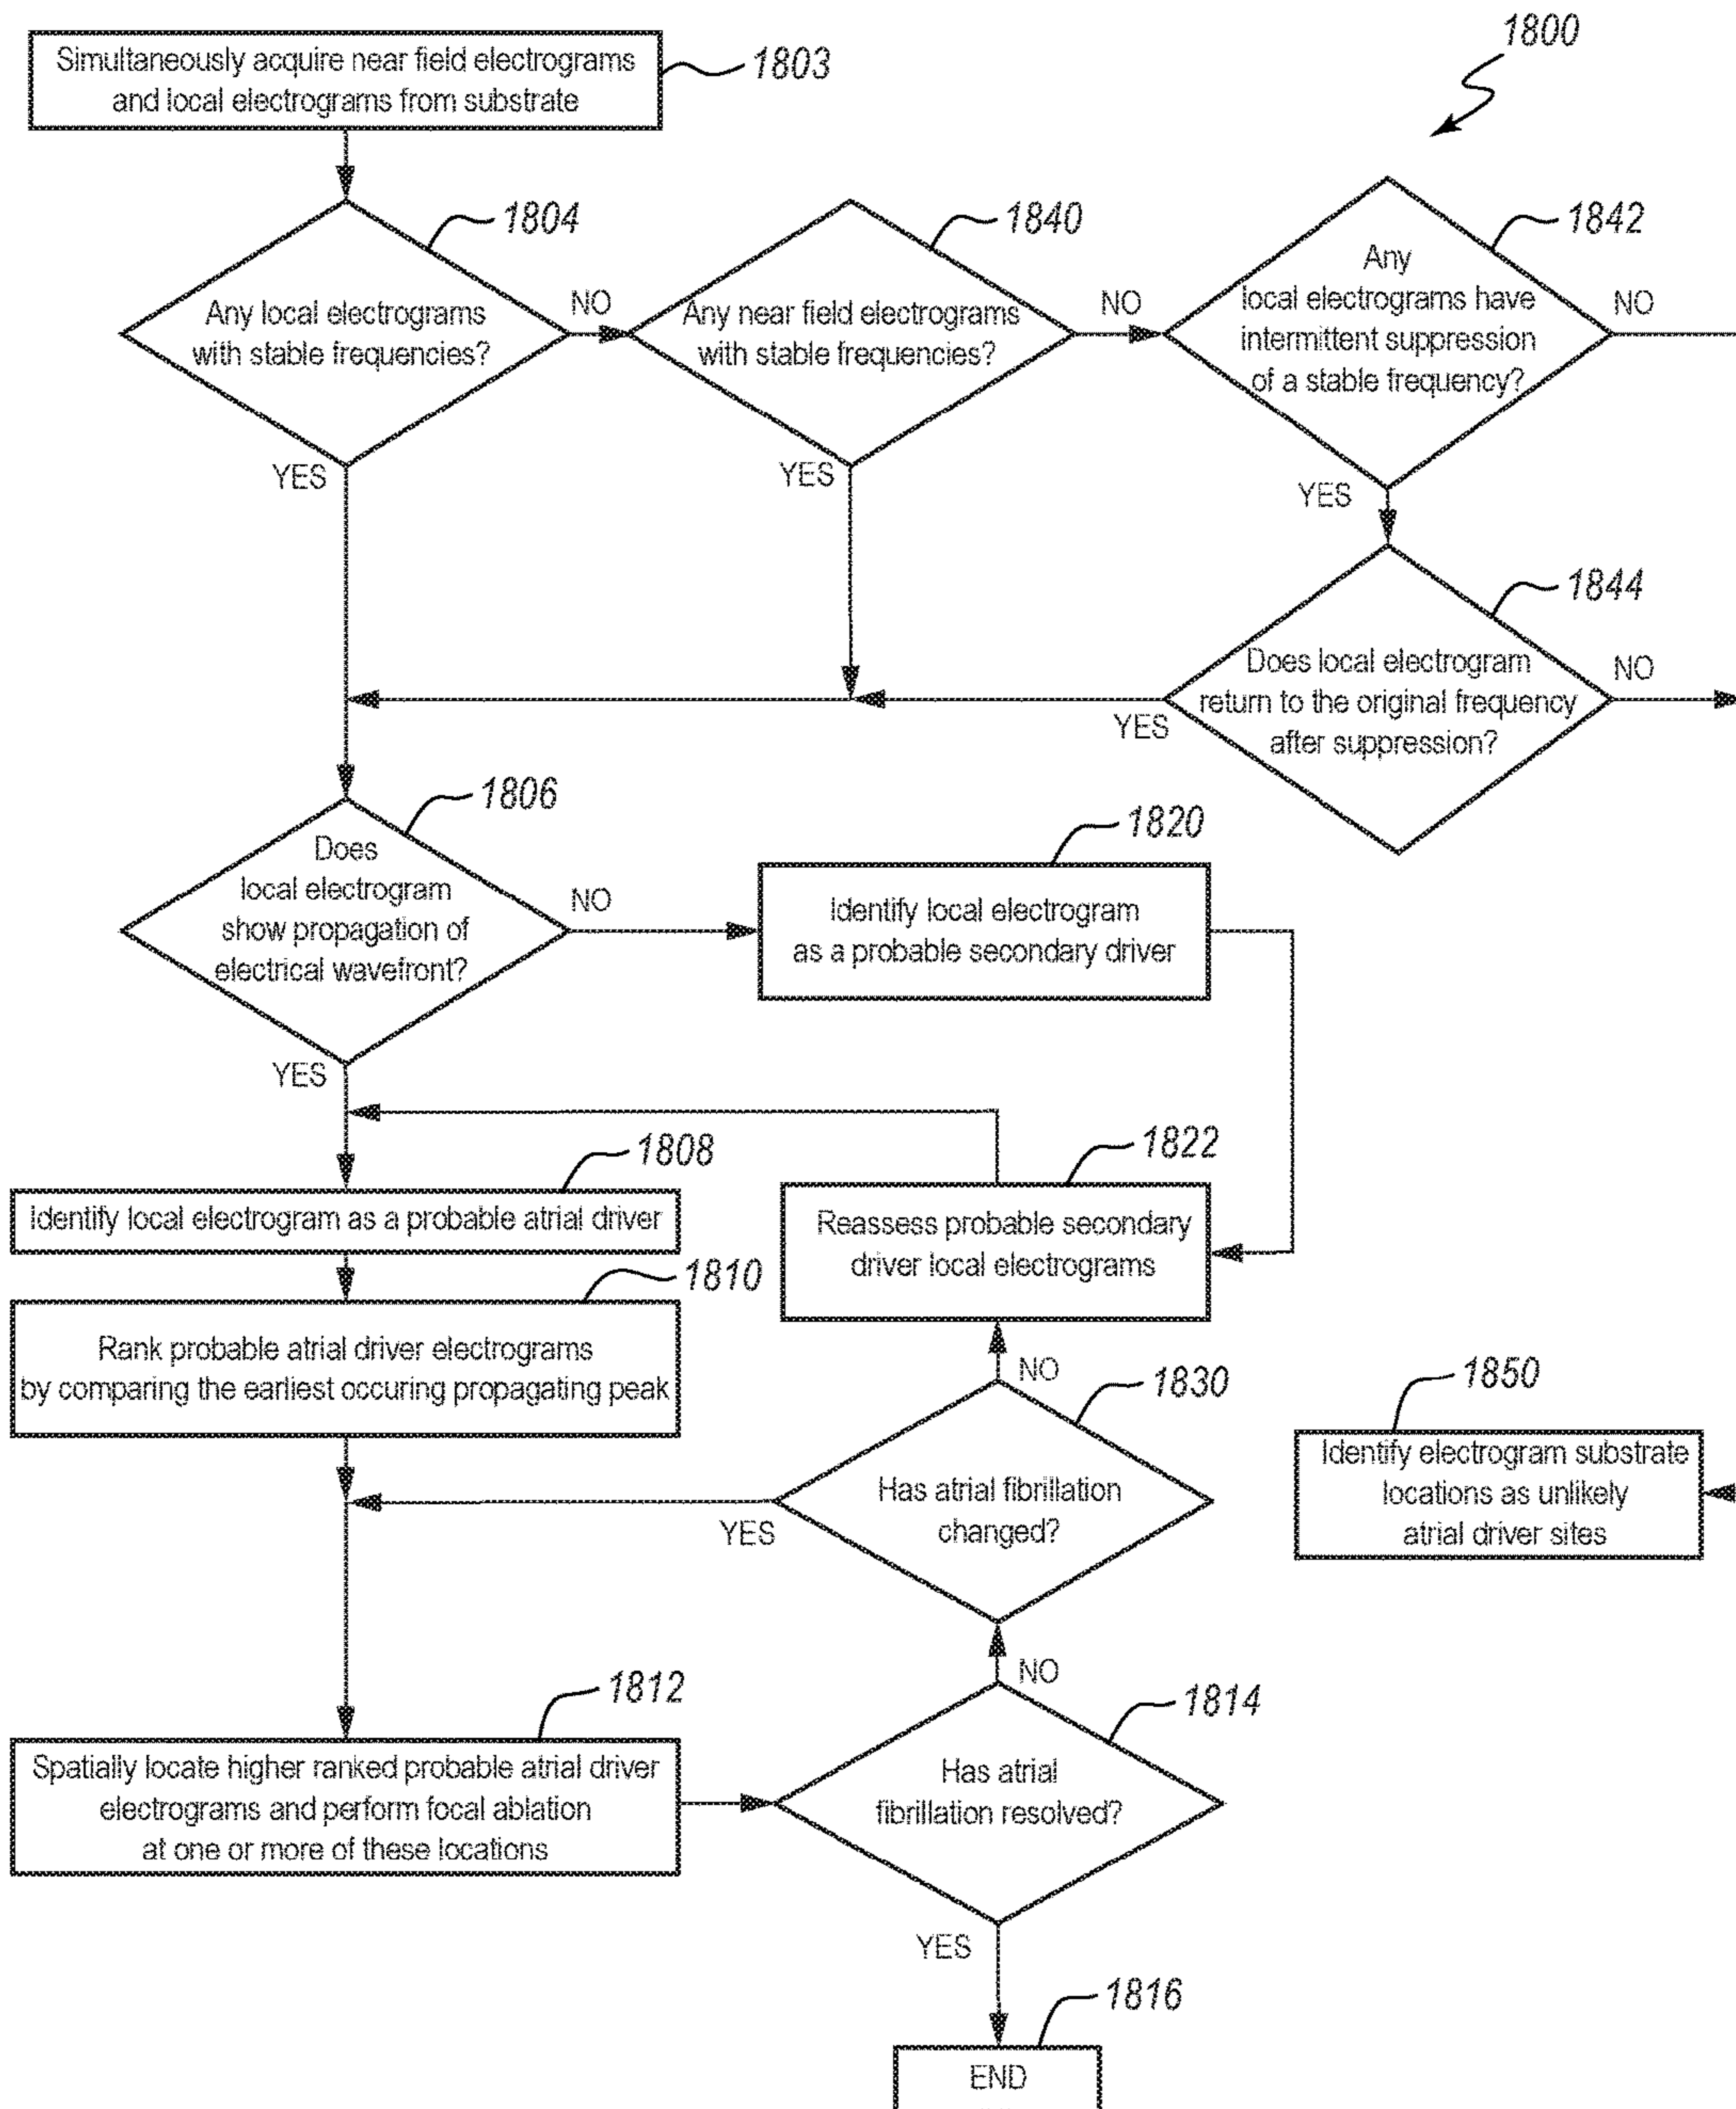 1800
Simultaneously acquire near field electrograms
and local electrograms from substrate
1803
1804
Any local electrograms
with stable frequencies?
NO
YES
1840
Any near field electrograms
with stable frequencies?
NO
YES
1842
Any
local electrograms have
intermittent suppression
of a stable frequency?
NO
YES
1844
Does local electrogram
return to the original frequency
after suppression?
NO
YES
1806
Does
local electrogram
show propagation of
electrical wavefront?
NO
YES
1820
Identify local electrogram
as a probable secondary driver
1808
Identify local electrogram as a probable atrial driver
1822
Reassess probable secondary
driver local electrograms
1810
Rank probable atrial driver electrograms
by comparing the earliest occuring propagating peak
NO
1830
Has atrial fibrillation
changed?
YES
1850
Identify electrogram substrate
locations as unlikely
atrial driver sites
1812
Spatially locate higher ranked probable atrial driver
electrograms and perform focal ablation
at one or more of these locations
NO
1814
Has atrial
fibrillation resolved?
YES
1816
END